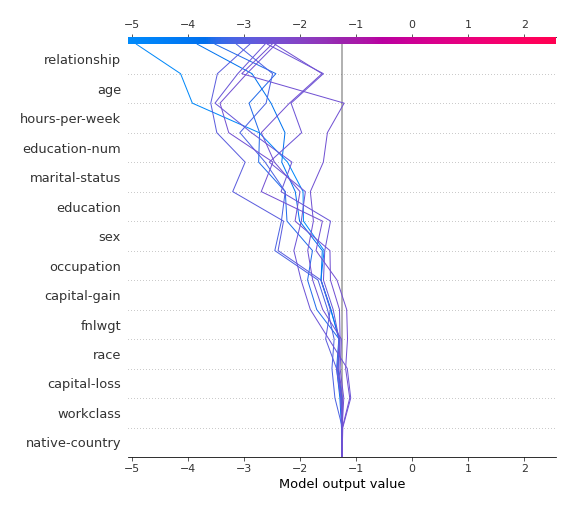 −5 −4 −3 −2 −1 0 1 2
relationship
age
hours-per-week
education-num
marital-status
education
sex
occupation
capital-gain
fnlwgt
race
capital-loss
workclass
native-country
−5 −4 −3 −2 −1 0 1 2
Model output value